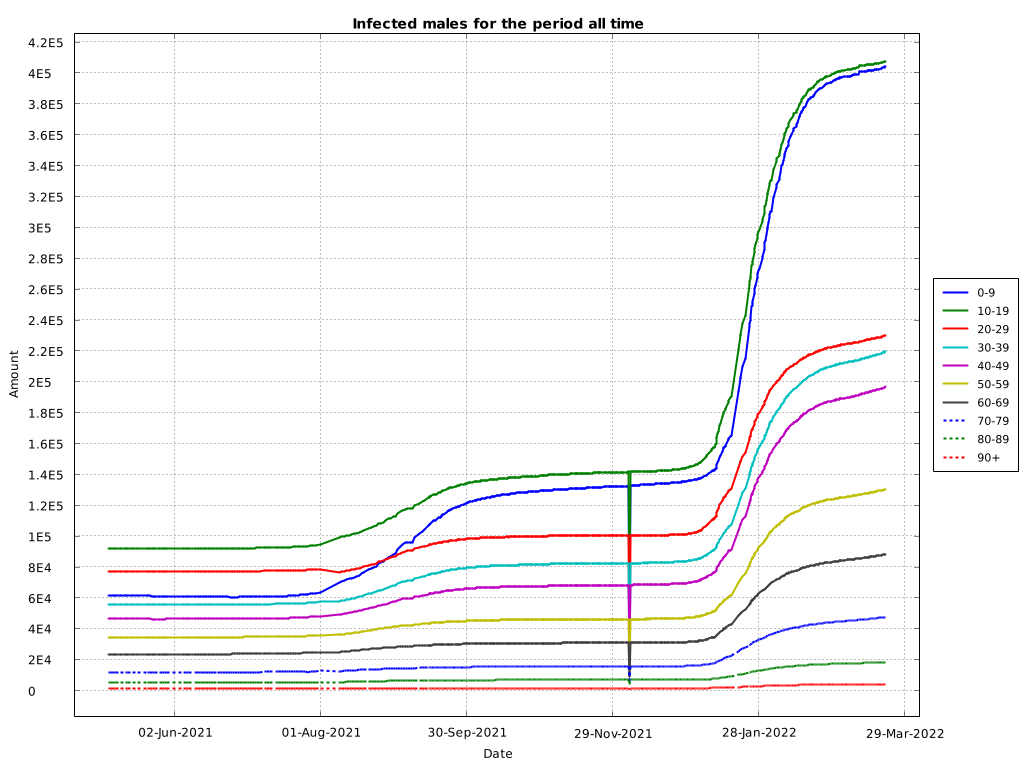 Infected males for the period all time
4.2E5
4E5
3.8E5
3.6E5
3.4E5
3.2E5
3E5
2.8E5
2.6E5
2.4E5
2.2E5
2E5
1.8E5
1.6E5
1.4E5
1.2E5
1E5
8E4
6E4
4E4
2E4
0
Amount
02-Jun-2021 01-Aug-2021 30-Sep-2021 29-Nov-2021 28-Jan-2022 29-Mar-2022
Date
0-9
10-19
20-29
30-39
40-49
50-59
60-69
70-79
80-89
90+